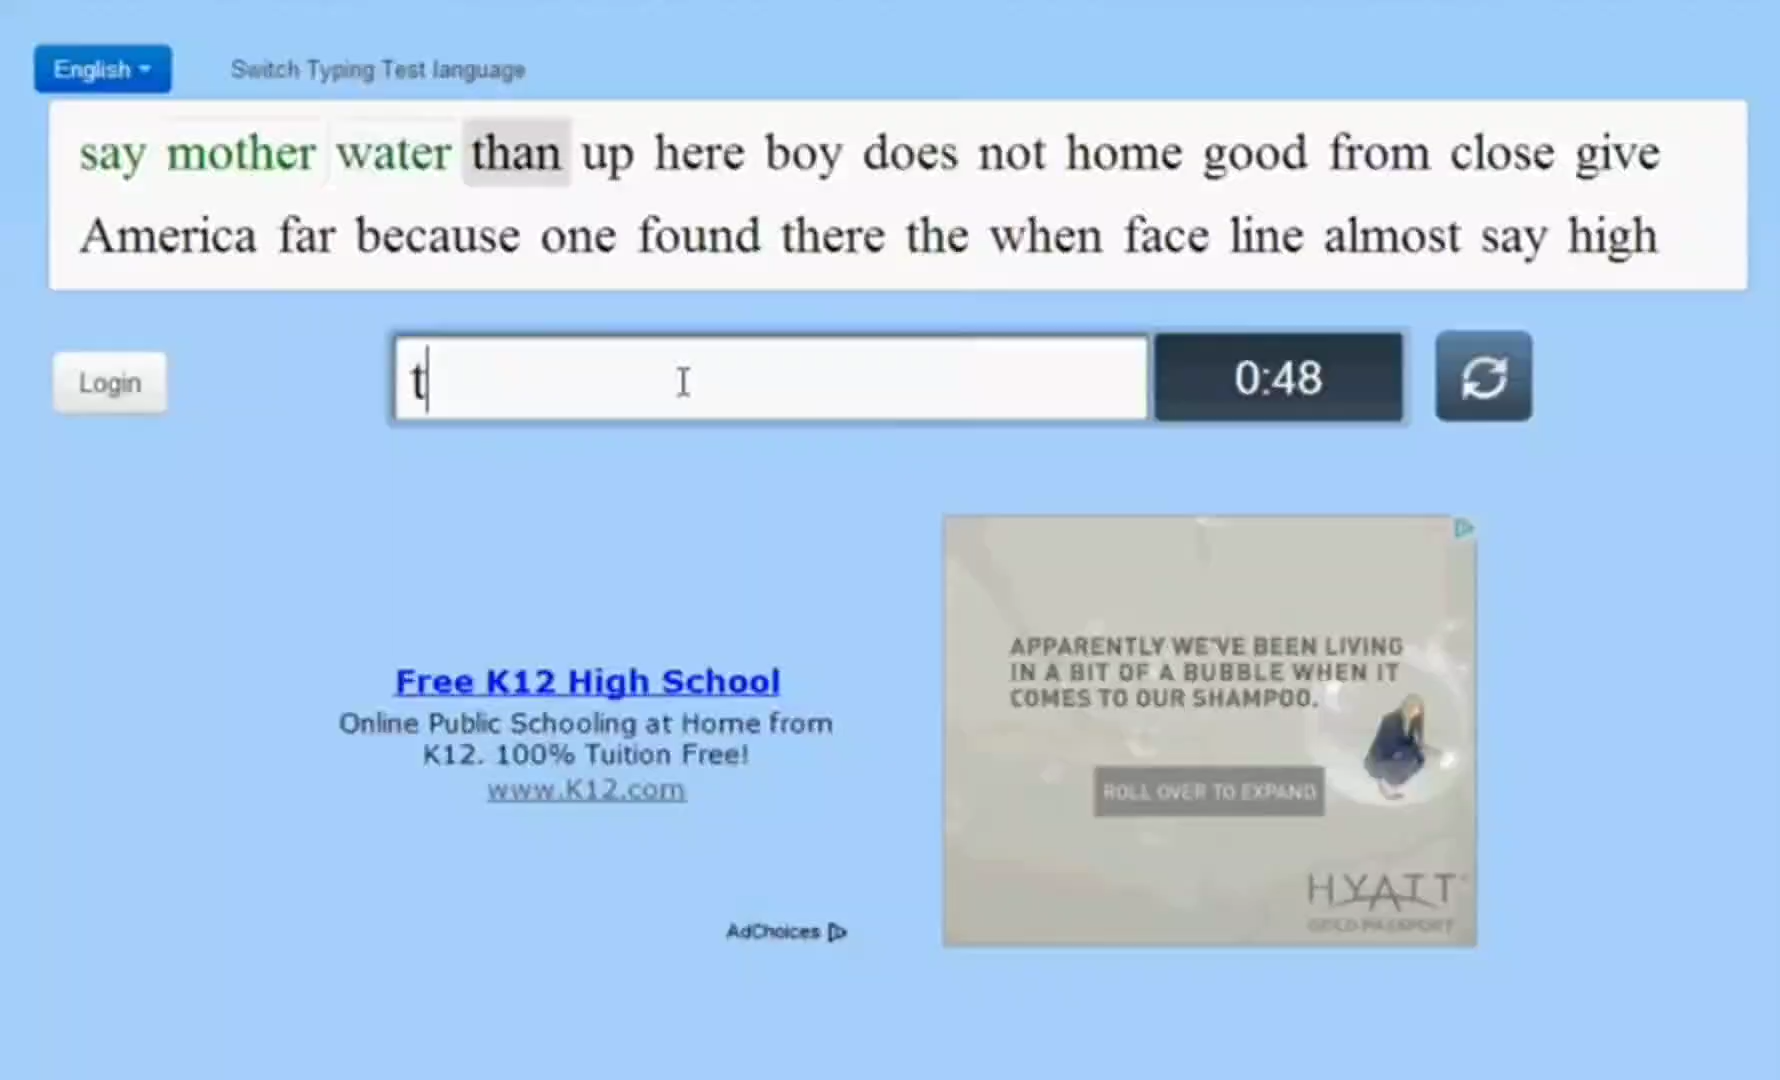 English
Switch Typing Test language
say mother water than up here boy does not home good from close give
America far because one found there the when face line almost say high
Login
t
0:48
APPARENTLY WE'VE BEEN LIVING
IN A BIT OF A BUBBLE WHEN IT
COMES TO OUR SHAMPOO.
ROLL OVER TO EXPAND
HYATT
GOLD PASSPORT
Free K12 High School
Online Public Schooling at Home from
K12. 100% Tuition Free!
www.K12.com
AdChoices